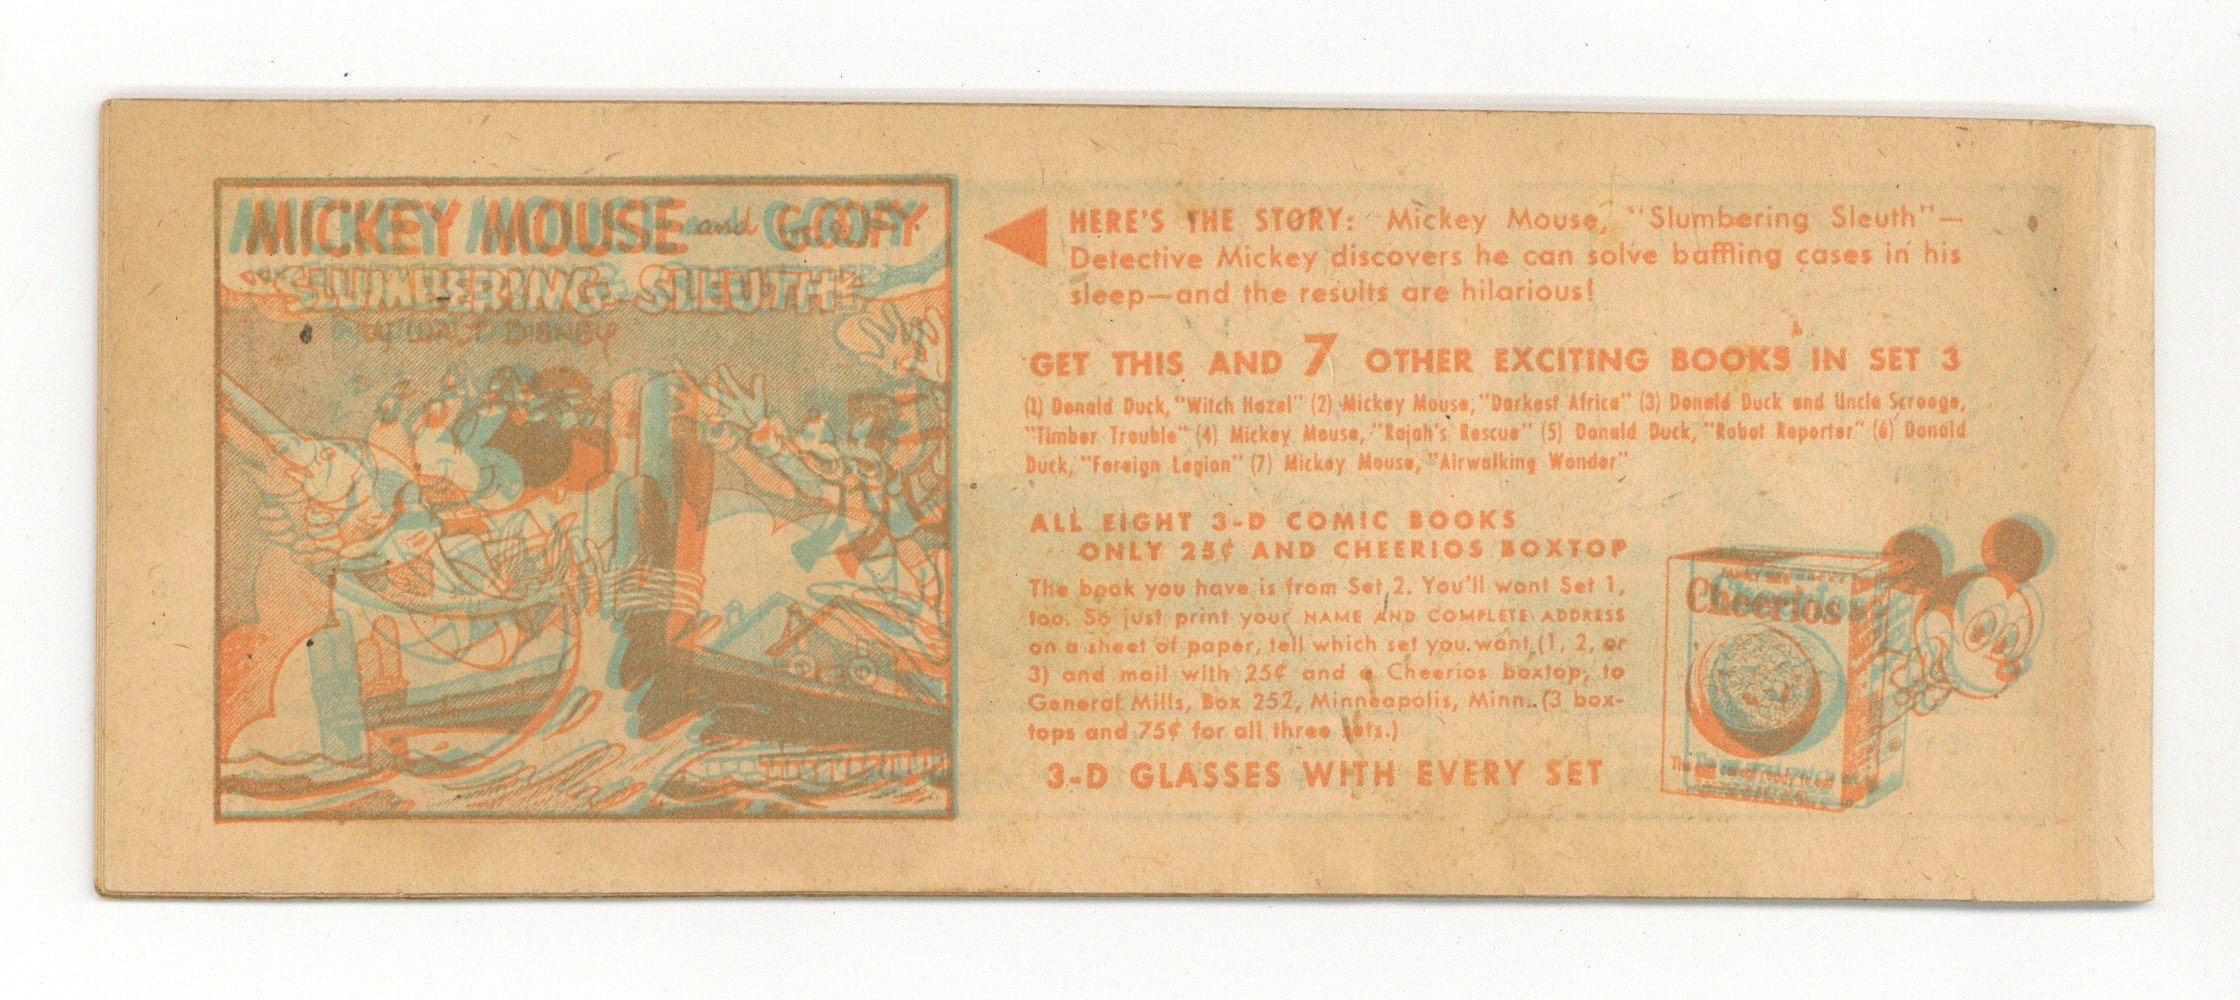 MICKEY MOUSE and GOOFY
"SLUMBERING SLEUTH"
WALT DISNEY
HERE'S THE STORY: Mickey Mouse, "Slumbering Sleuth"—
Detective Mickey discovers he can solve baffling cases in his
sleep—and the results are hilarious!
GET THIS AND 7 OTHER EXCITING BOOKS IN SET 3
(1) Donald Duck, "Witch Hazel" (2) Mickey Mouse, "Darkest Africa" (3) Donald Duck and Uncle Scrooge,
"Timber Trouble" (4) Mickey Mouse, "Rajah's Rescue" (5) Donald Duck, "Robot Reporter" (6) Donald
Duck, "Foreign Legion" (7) Mickey Mouse, "Airwalking Wonder"
ALL EIGHT 3-D COMIC BOOKS
ONLY 25¢ AND CHEERIOS BOXTOP
The book you have is from Set 2. You'll want Set 1,
too. So just print your NAME AND COMPLETE ADDRESS
on a sheet of paper, tell which set you want (1, 2, or
3) and mail with 25¢ and a Cheerios boxtop, to
General Mills, Box 252, Minneapolis, Minn. (3 box-
tops and 75¢ for all three sets.)
3-D GLASSES WITH EVERY SET
Cheerios